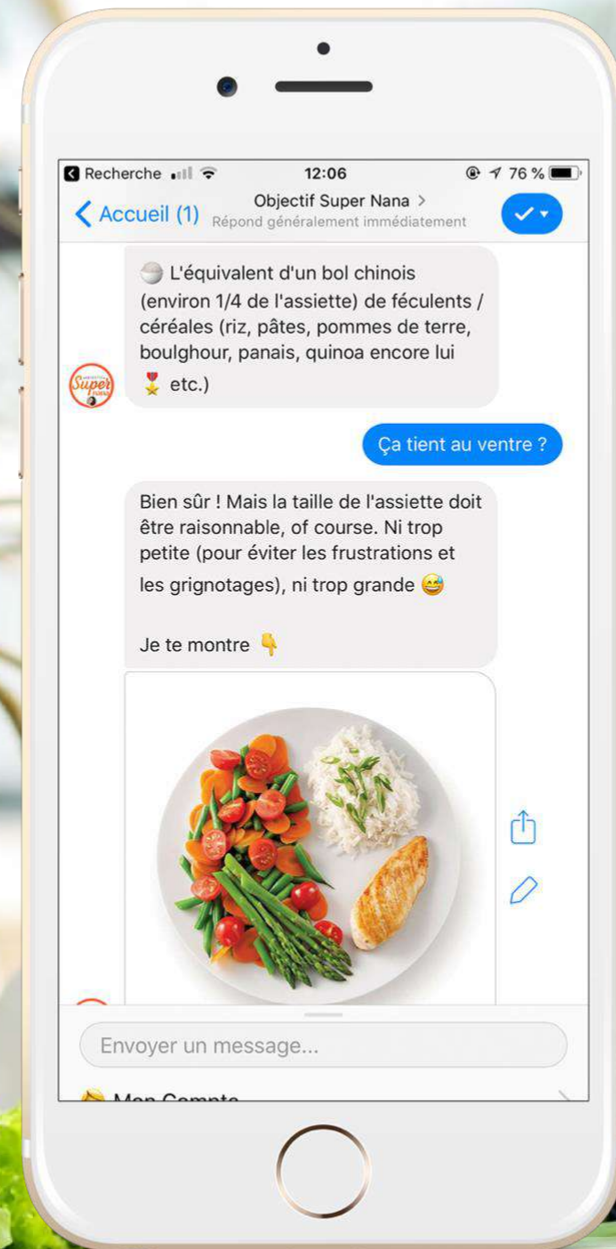 Recherche 12:06 76 %
Accueil (1) Objectif Super Nana >
Répond généralement immédiatement
L'équivalent d'un bol chinois
(environ 1/4 de l'assiette) de féculents /
céréales (riz, pâtes, pommes de terre,
boulghour, panais, quinoa encore lui
etc.)
Super
nana
Ça tient au ventre ?
Bien sûr ! Mais la taille de l'assiette doit
être raisonnable, of course. Ni trop
petite (pour éviter les frustrations et
les grignotages), ni trop grande 😅
Je te montre 👇
Envoyer un message...
Mon Compte